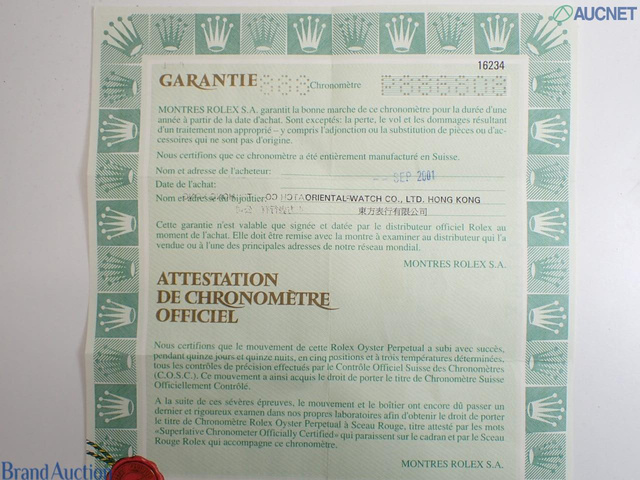 AUCNET
16234
GARANTIE Chronomètre
MONTRES ROLEX S.A. garantit la bonne marche de ce chronomètre pour la durée d'une
année à partir de la date d'achat. Sont exceptés: la perte, le vol et les dommages résultant
d'un traitement non approprié – y compris l'adjonction ou la substitution de pièces ou d'ac-
cessoires qui ne sont pas d'origine.
Nous certifions que ce chronomètre a été entièrement manufacturé en Suisse.
Nom et adresse de l'acheteur:
Date de l'achat: SEP 2001
Nom et adresse du bijoutier: ORIENTAL WATCH CO., LTD. HONG KONG
東方表行有限公司
Cette garantie n'est valable que signée et datée par le distributeur officiel Rolex au
moment de l'achat. Elle doit être remise avec la montre à examiner au distributeur qui l'a
vendue ou à l'une des principales adresses de notre réseau mondial.
MONTRES ROLEX S.A.
ATTESTATION
DE CHRONOMÈTRE
OFFICIEL
Nous certifions que le mouvement de cette Rolex Oyster Perpetual a subi avec succès,
pendant quinze jours et quinze nuits, en cinq positions et à trois températures déterminées,
tous les contrôles de précision effectués par le Contrôle Officiel Suisse des Chronomètres
(C.O.S.C.). Ce mouvement a ainsi acquis le droit de porter le titre de Chronomètre Suisse
Officiellement Contrôlé.
A la suite de ces sévères épreuves, le mouvement et le boîtier ont encore dû passer un
dernier et rigoureux examen dans nos propres laboratoires afin d'obtenir le droit de porter
le titre de Chronomètre Rolex Oyster Perpetual à Sceau Rouge, titre attesté par les mots
«Superlative Chronometer Officially Certified» qui paraissent sur le cadran et par le Sceau
Rouge Rolex qui accompagne ce chronomètre.
MONTRES ROLEX S.A.
Brand Auction